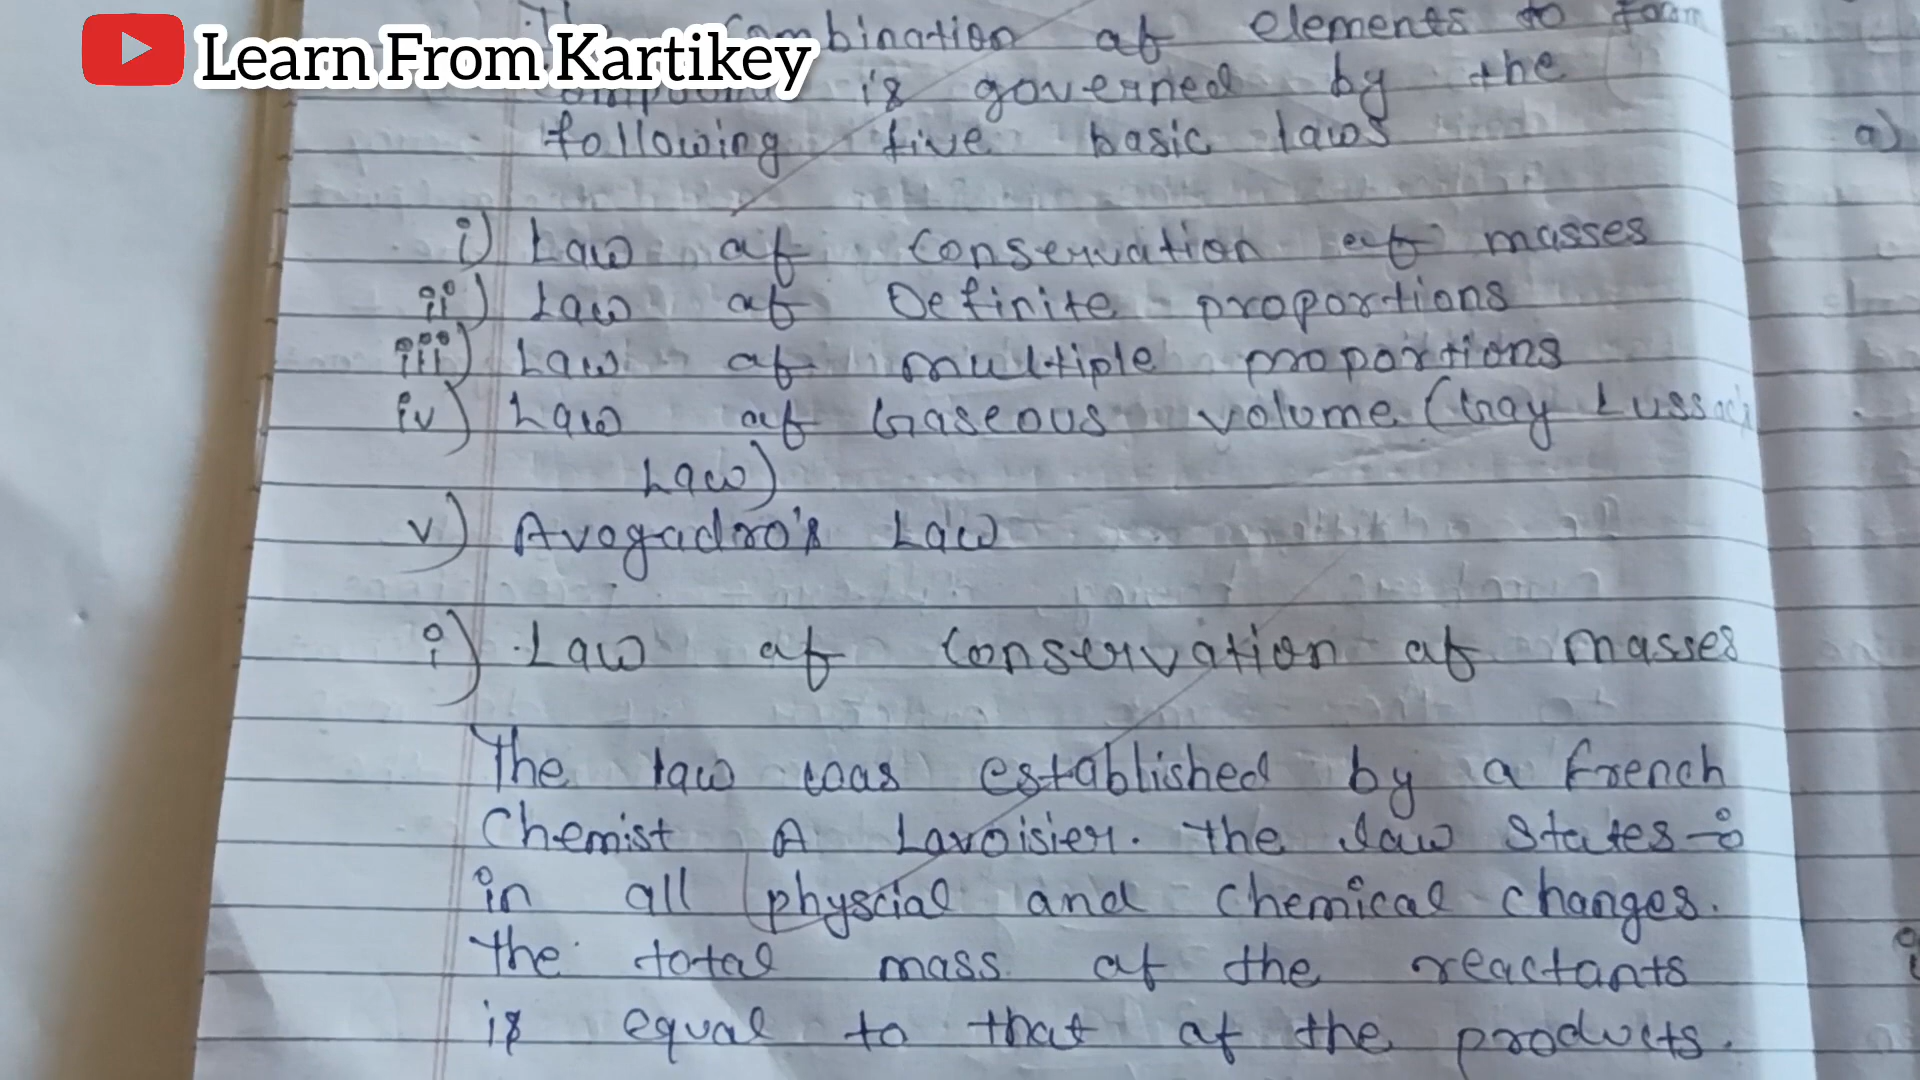 Learn From Kartikey
The combination of elements to form
compound is governed by the
following five basic laws
a)
i) Law of Conservation of masses
ii) Law of Definite proportions
iii) Law of multiple proportions
iv) Law of Gaseous volume (Gay Lussac
Law)
v) Avogadro's Law
i) Law of Conservation of masses
The law was established by a french
Chemist A Lavoisier. The law states:-
in all physcial and chemical changes.
the total mass of the reactants
is equal to that of the products.